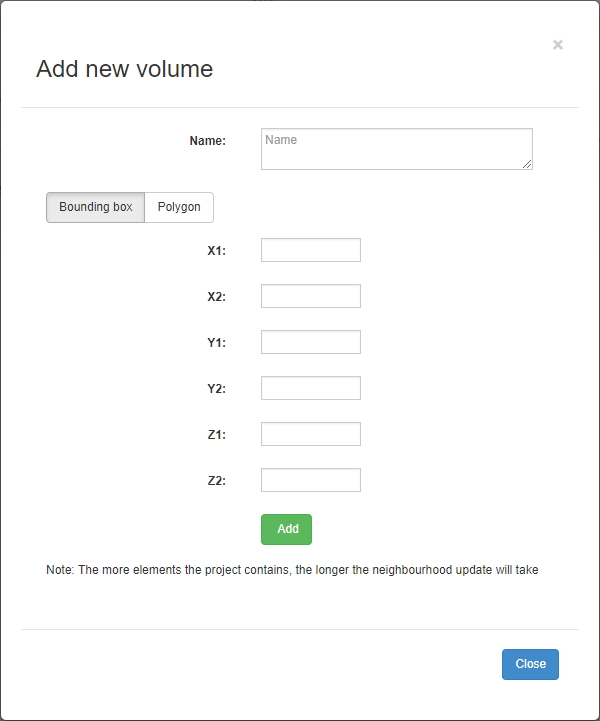 ×
Add new volume
Name:
Name
Bounding box Polygon
X1:
X2:
Y1:
Y2:
Z1:
Z2:
Add
Note: The more elements the project contains, the longer the neighbourhood update will take
Close